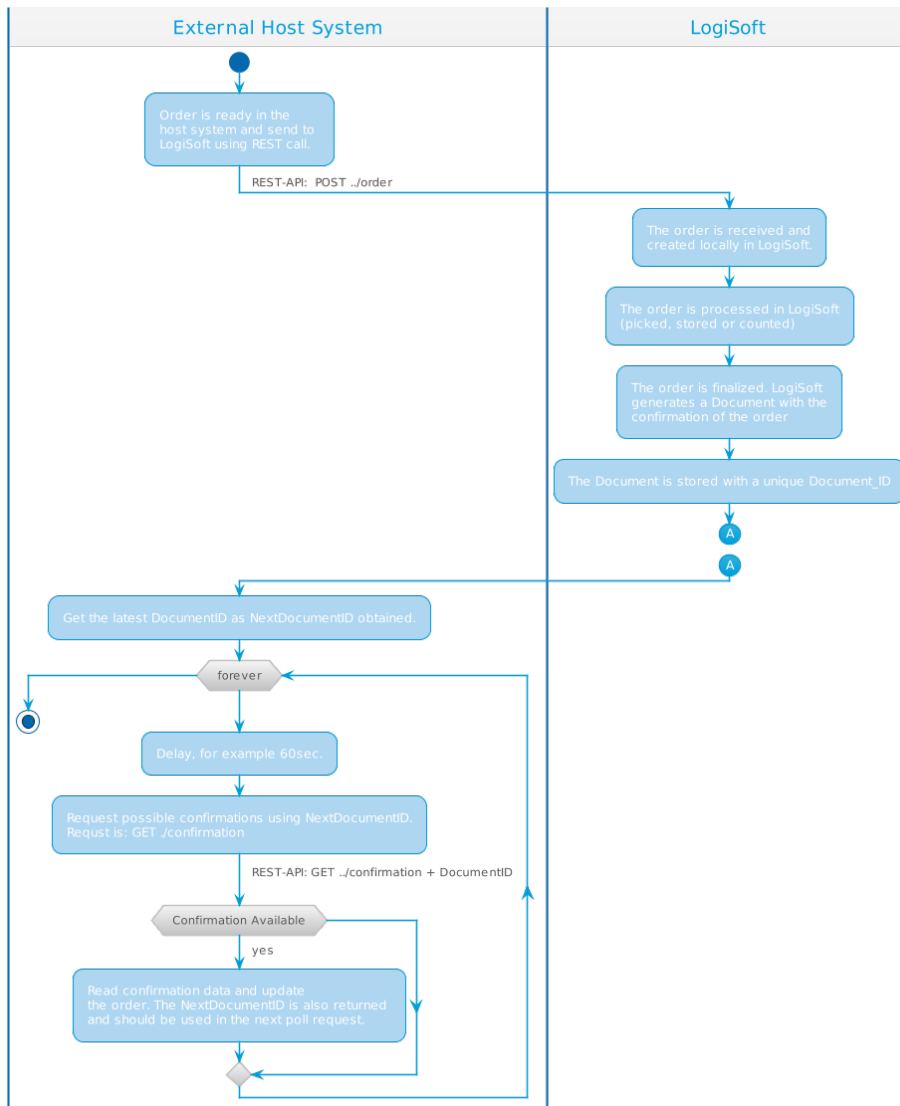 External Host System
LogiSoft
Order is ready in the
host system and send to
LogiSoft using REST call.
REST-API:  POST ../order
The order is received and
created locally in LogiSoft.
The order is processed in LogiSoft
(picked, stored or counted)
The order is finalized. LogiSoft
generates a Document with the
confirmation of the order
The Document is stored with a unique Document_ID
A
A
Get the latest DocumentID as NextDocumentID obtained.
forever
Delay, for example 60sec.
Request possible confirmations using NextDocumentID.
Requst is: GET ./confirmation
REST-API: GET ../confirmation + DocumentID
Confirmation Available
yes
Read confirmation data and update
the order. The NextDocumentID is also returned
and should be used in the next poll request.